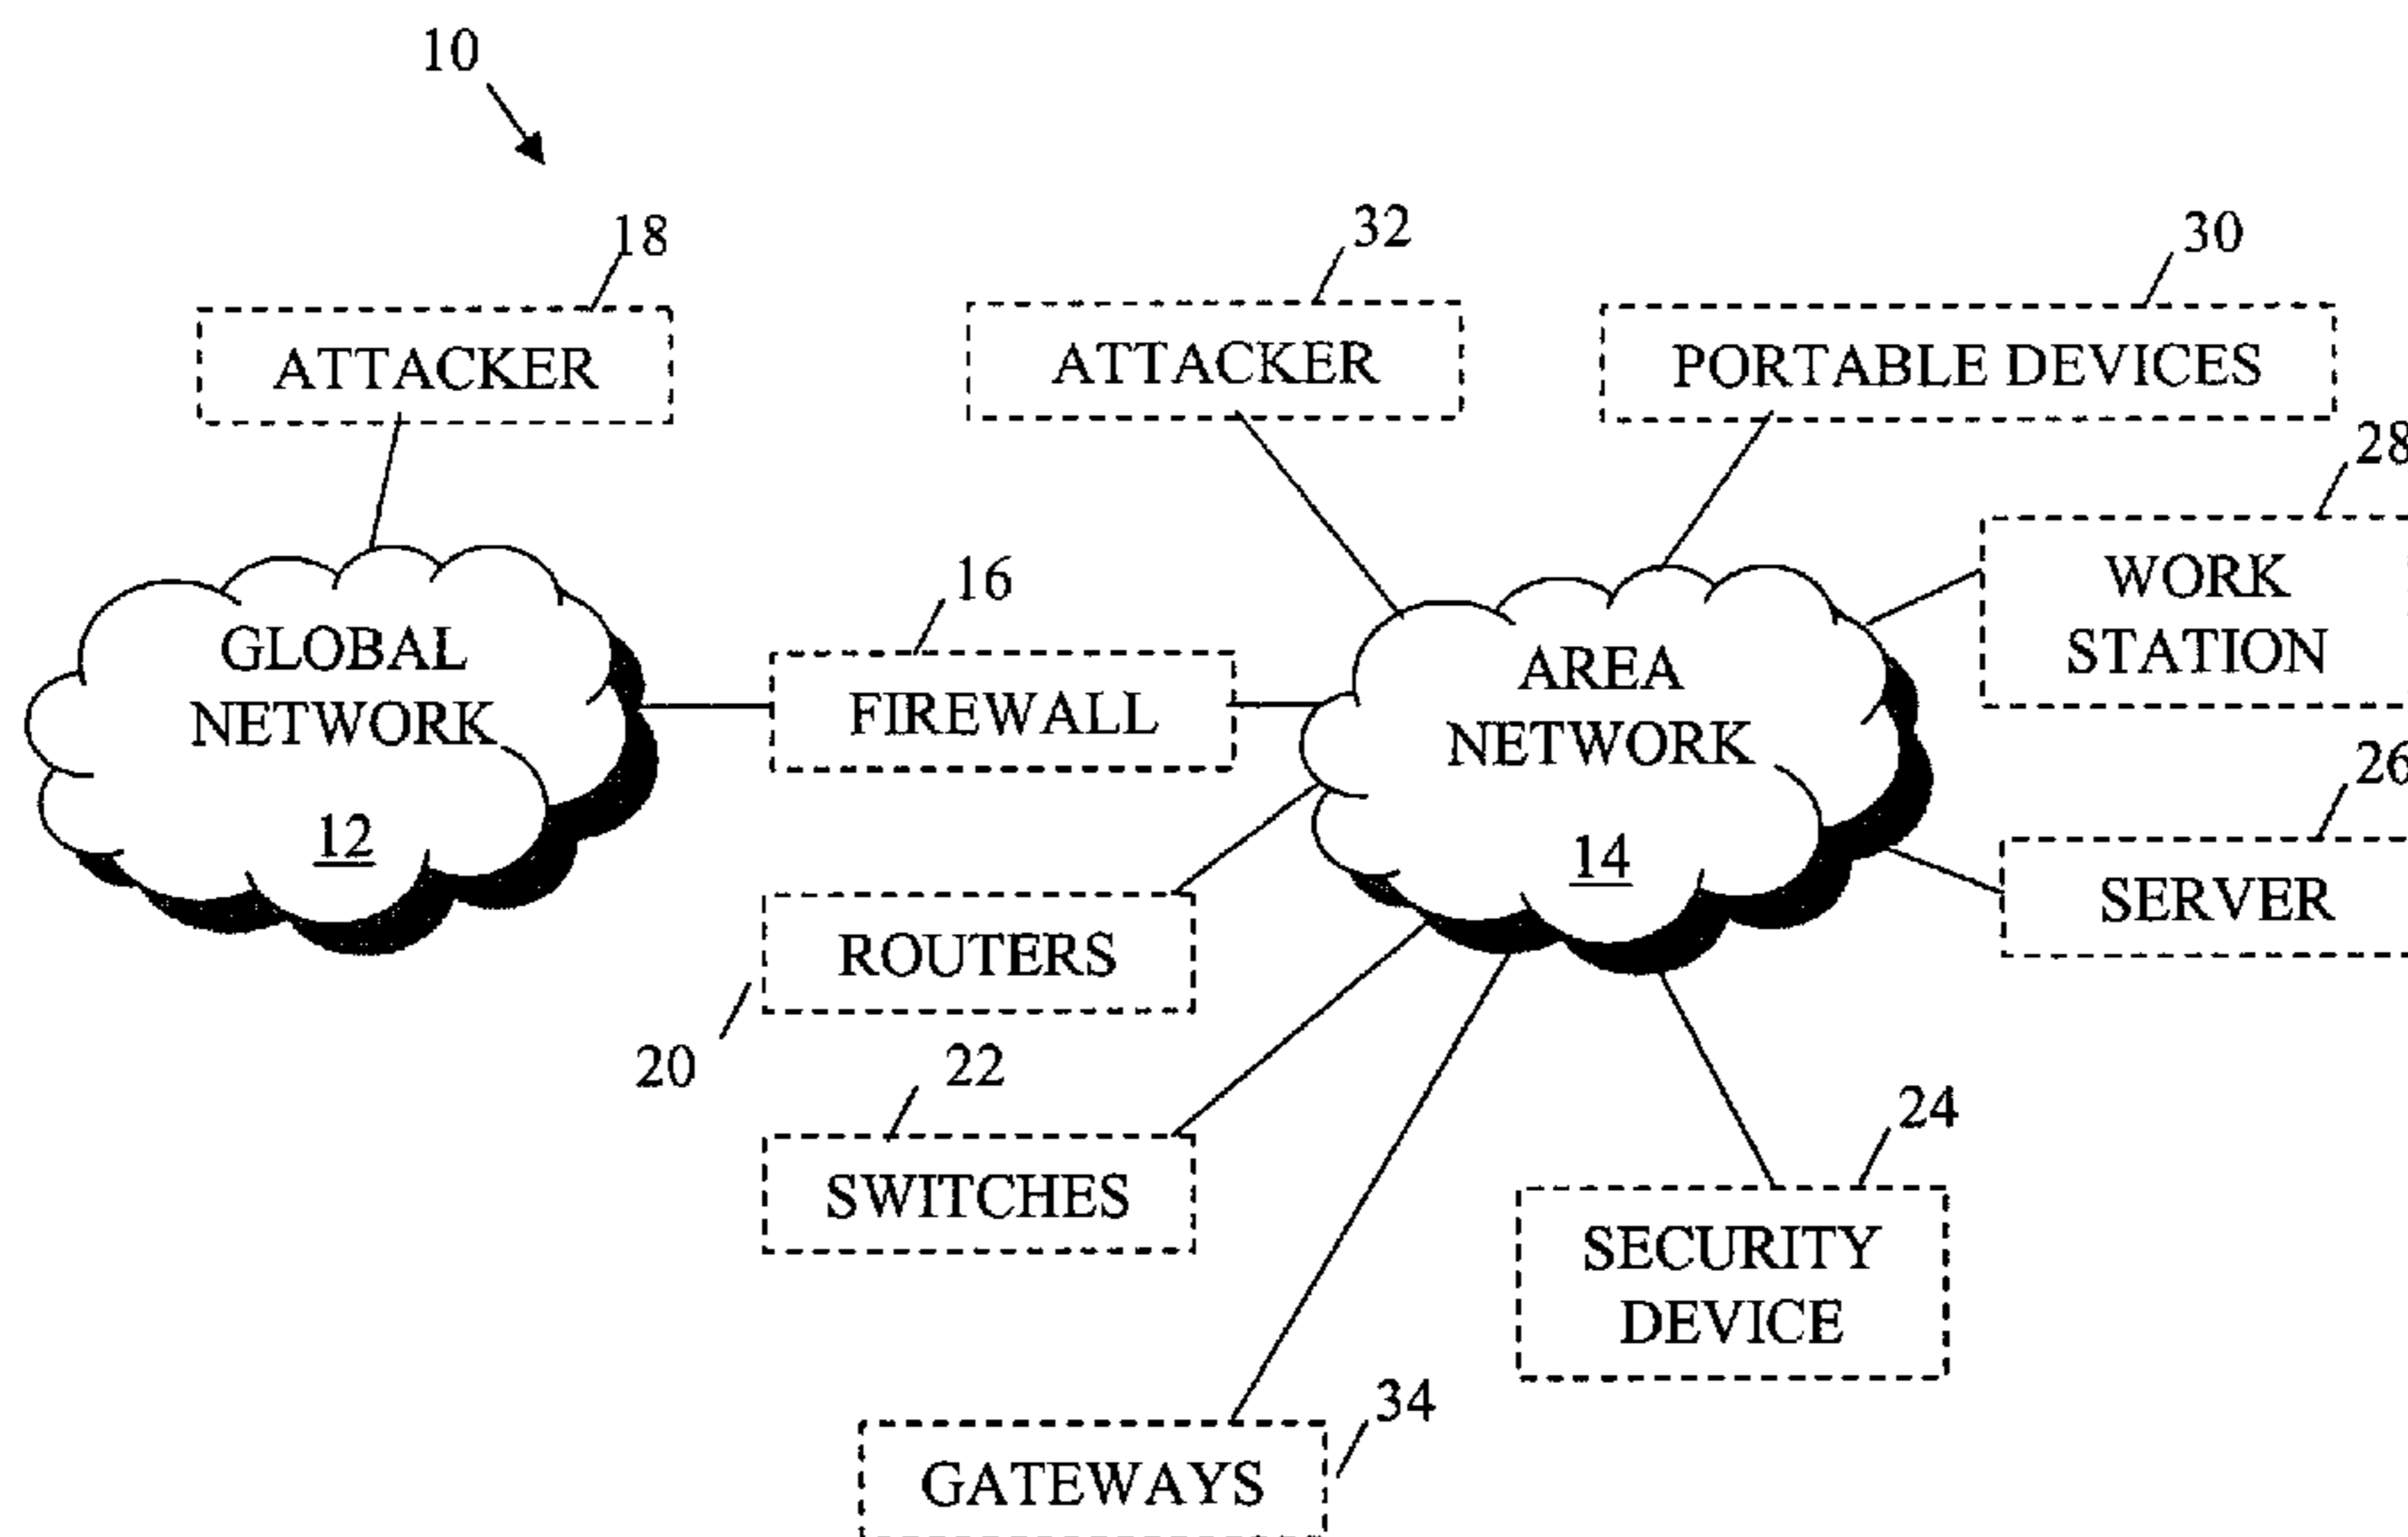 10
18
32
30
ATTACKER
ATTACKER
PORTABLE DEVICES
28
WORK
STATION
16
GLOBAL
NETWORK
12
FIREWALL
AREA
NETWORK
14
26
SERVER
ROUTERS
20
22
SWITCHES
24
SECURITY
DEVICE
34
GATEWAYS